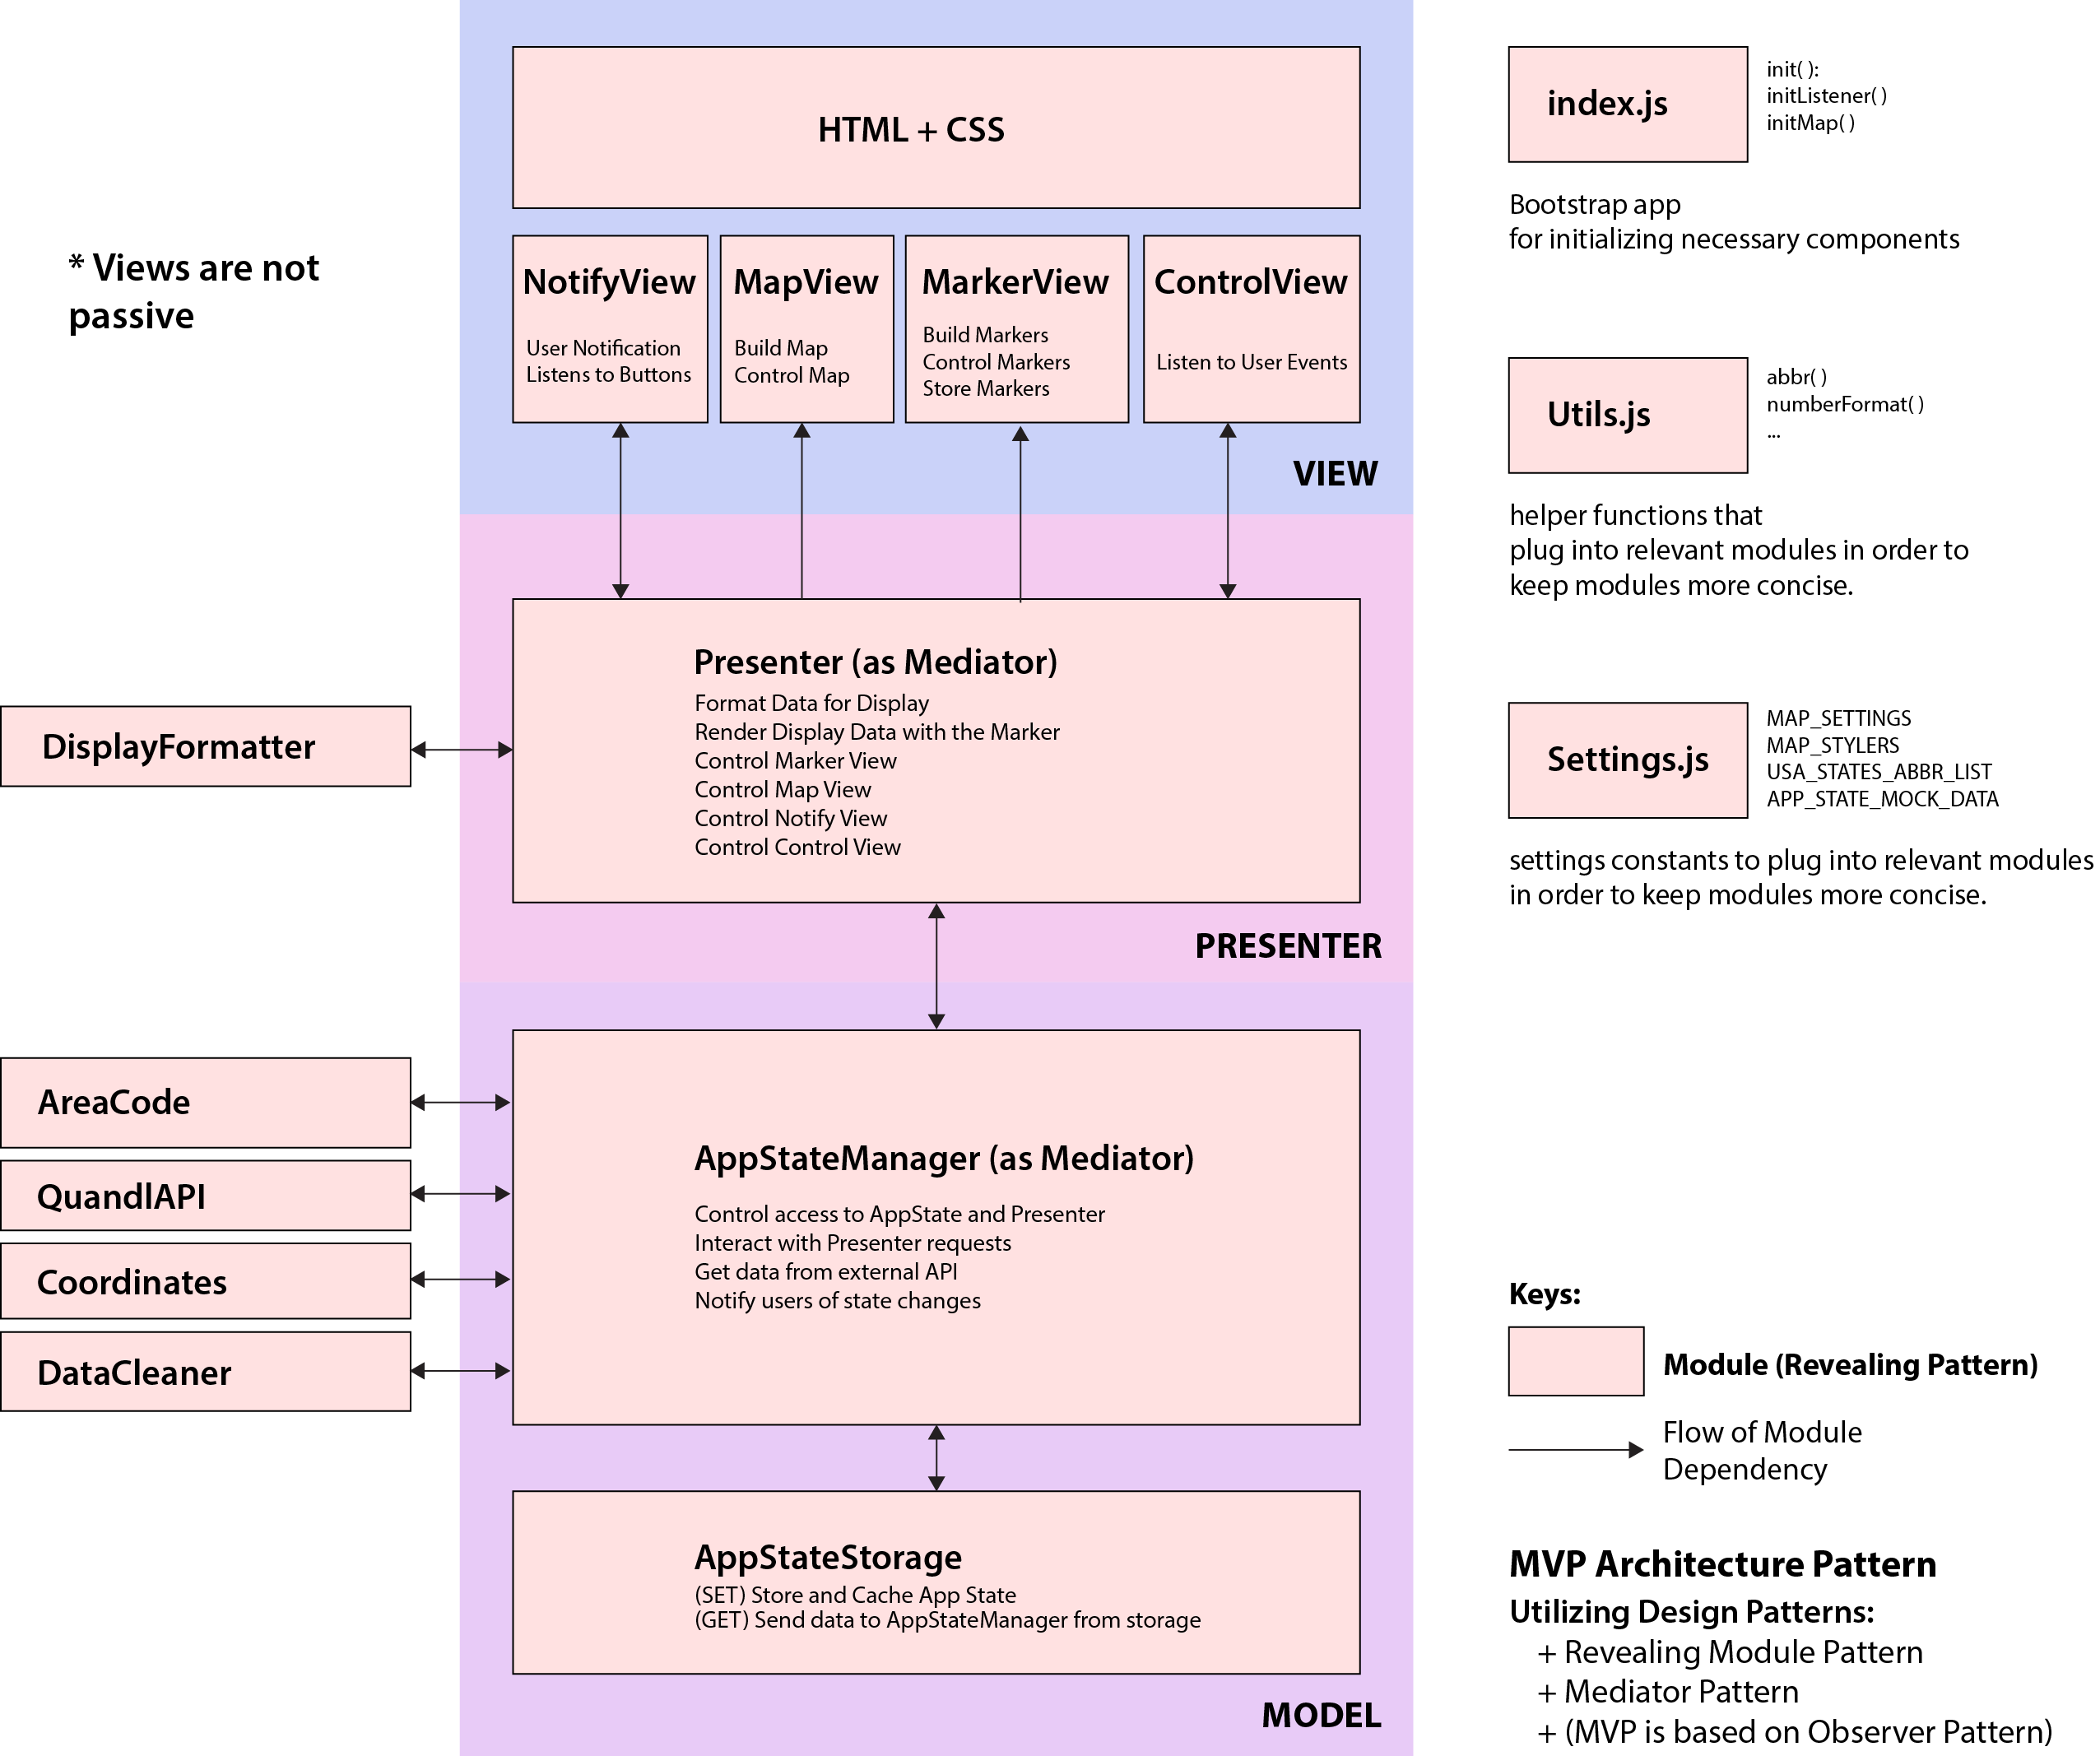 HTML + CSS
* Views are not
passive
NotifyView
User Notification
Listens to Buttons
MapView
Build Map
Control Map
MarkerView
Build Markers
Control Markers
Store Markers
ControlView
Listen to User Events
VIEW
Presenter (as Mediator)
Format Data for Display
Render Display Data with the Marker
Control Marker View
Control Map View
Control Notify View
Control Control View
DisplayFormatter
PRESENTER
AreaCode
QuandlAPI
Coordinates
DataCleaner
AppStateManager (as Mediator)
Control access to AppState and Presenter
Interact with Presenter requests
Get data from external API
Notify users of state changes
AppStateStorage
(SET) Store and Cache App State
(GET) Send data to AppStateManager from storage
MODEL
index.js
init( ):
initListener( )
initMap( )
Bootstrap app
for initializing necessary components
Utils.js
abbr( )
numberFormat( )
...
helper functions that
plug into relevant modules in order to
keep modules more concise.
Settings.js
MAP_SETTINGS
MAP_STYLERS
USA_STATES_ABBR_LIST
APP_STATE_MOCK_DATA
settings constants to plug into relevant modules
in order to keep modules more concise.
Keys:
Module (Revealing Pattern)
Flow of Module
Dependency
MVP Architecture Pattern
Utilizing Design Patterns:
+ Revealing Module Pattern
+ Mediator Pattern
+ (MVP is based on Observer Pattern)